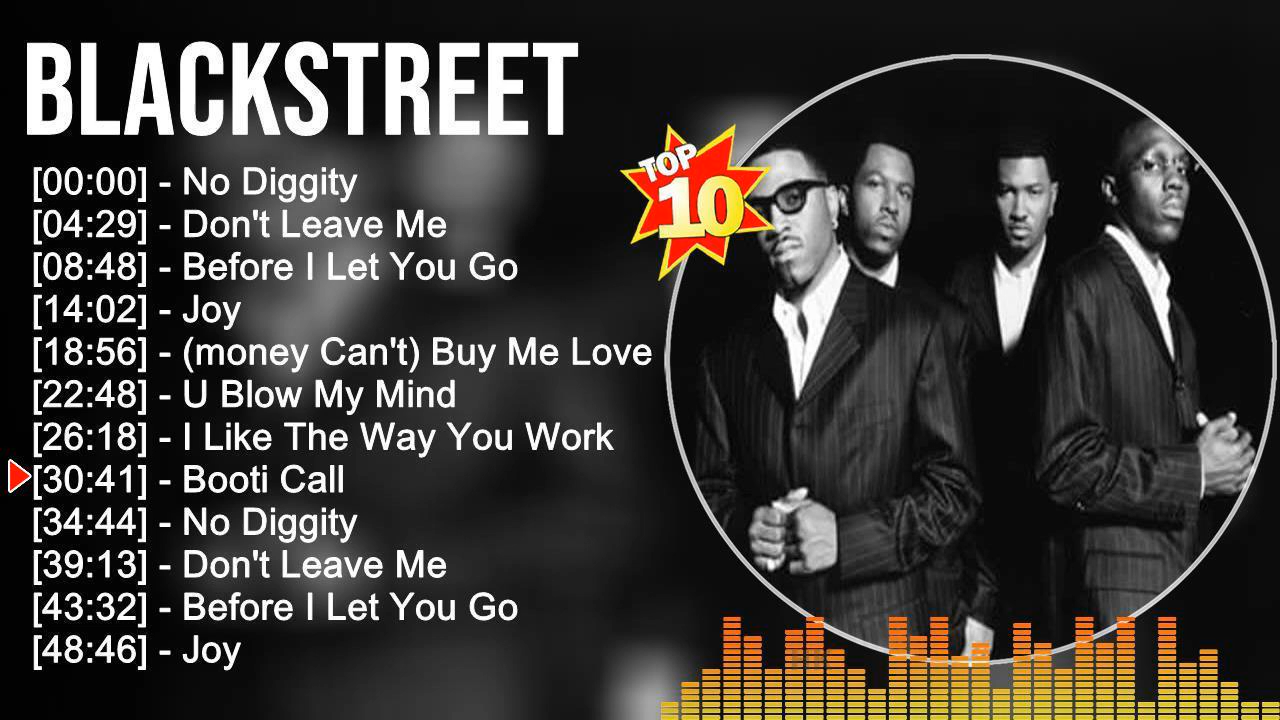 BLACKSTREET
[00:00] - No Diggity
[04:29] - Don't Leave Me
[08:48] - Before I Let You Go
[14:02] - Joy
[18:56] - (money Can't) Buy Me Love
[22:48] - U Blow My Mind
[26:18] - I Like The Way You Work
[30:41] - Booti Call
[34:44] - No Diggity
[39:13] - Don't Leave Me
[43:32] - Before I Let You Go
[48:46] - Joy
TOP
10